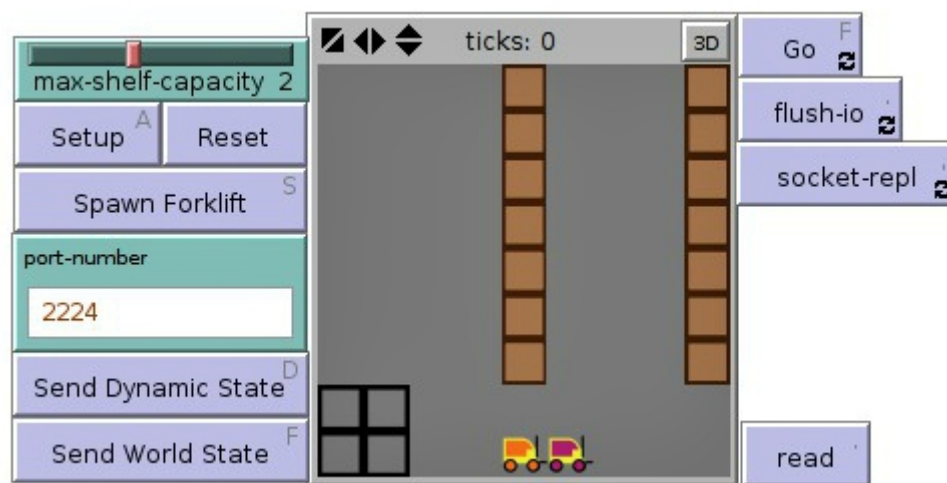 max-shelf-capacity 2
Setup A
Reset
Spawn Forklift S
port-number
2224
Send Dynamic State D
Send World State F
ticks: 0
3D
Go F
flush-io
socket-repl
read